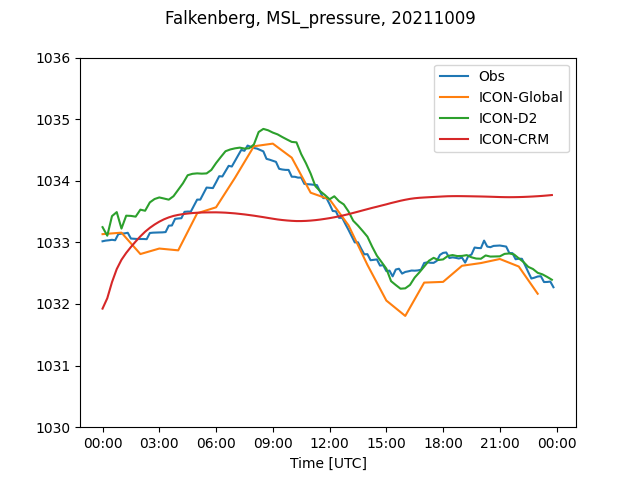 Falkenberg, MSL_pressure, 20211009
1036
1035
1034
1033
1032
1031
1030
Obs
ICON-Global
ICON-D2
ICON-CRM
00:00 03:00 06:00 09:00 12:00 15:00 18:00 21:00 00:00
Time [UTC]